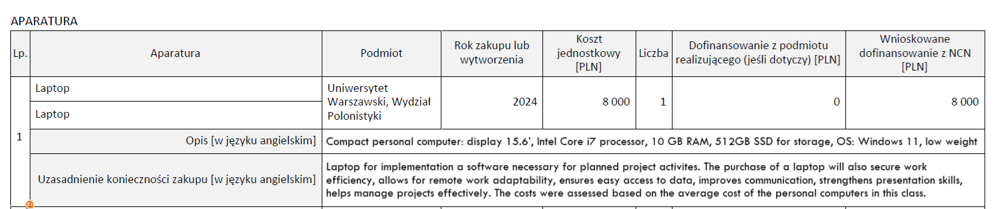 APARATURA
Lp.
Aparatura
Podmiot
Rok zakupu lub
wytworzenia
Koszt
jednostkowy
[PLN]
Liczba
Dofinansowanie z podmiotu
realizującego (jeśli dotyczy) [PLN]
Wnioskowane
dofinansowanie z NCN
[PLN]
1
Laptop
Laptop
Uniwersytet
Warszawski, Wydział
Polonistyki
2024
8 000
1
0
8 000
Opis [w języku angielskim]
Compact personal computer: display 15.6', Intel Core i7 processor, 10 GB RAM, 512GB SSD for storage, OS: Windows 11, low weight
Uzasadnienie konieczności zakupu [w języku angielskim]
Laptop for implementation a software necessary for planned project activites. The purchase of a laptop will also secure work
efficiency, allows for remote work adaptability, ensures easy access to data, improves communication, strengthens presentation skills,
helps manage projects effectively. The costs were assessed based on the average cost of the personal computers in this class.